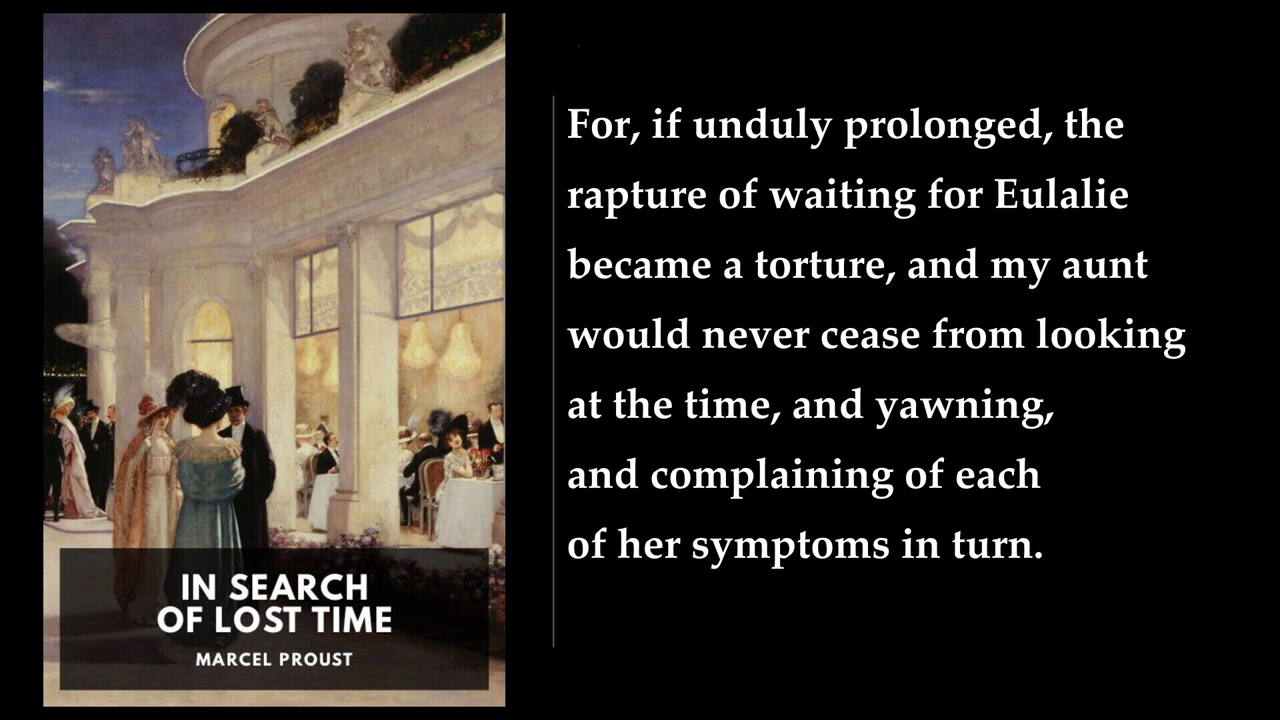 IN SEARCH
OF LOST TIME
MARCEL PROUST
For, if unduly prolonged, the
rapture of waiting for Eulalie
became a torture, and my aunt
would never cease from looking
at the time, and yawning,
and complaining of each
of her symptoms in turn.